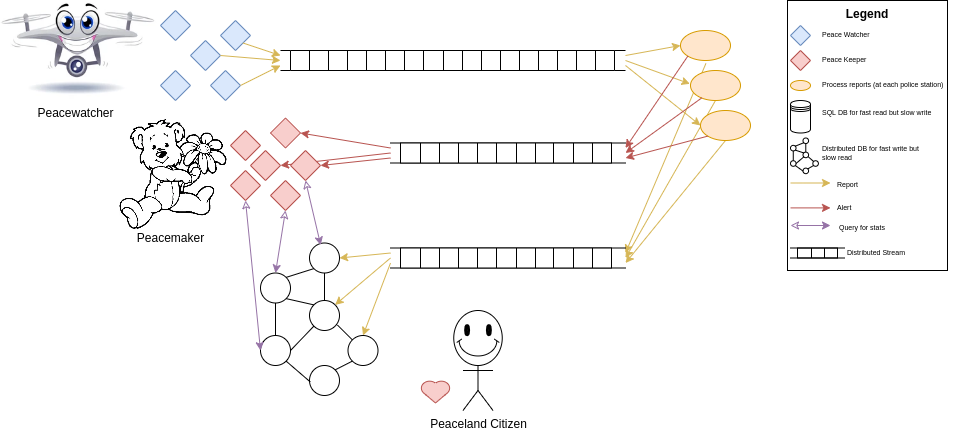 Legend
Peace Watcher
Peace Keeper
Process reports (at each police station)
SQL DB for fast read but slow write
Distributed DB for fast write but
slow read
Report
Alert
Query for stats
Distributed Stream
Peacewatcher
Peacemaker
Peaceland Citizen